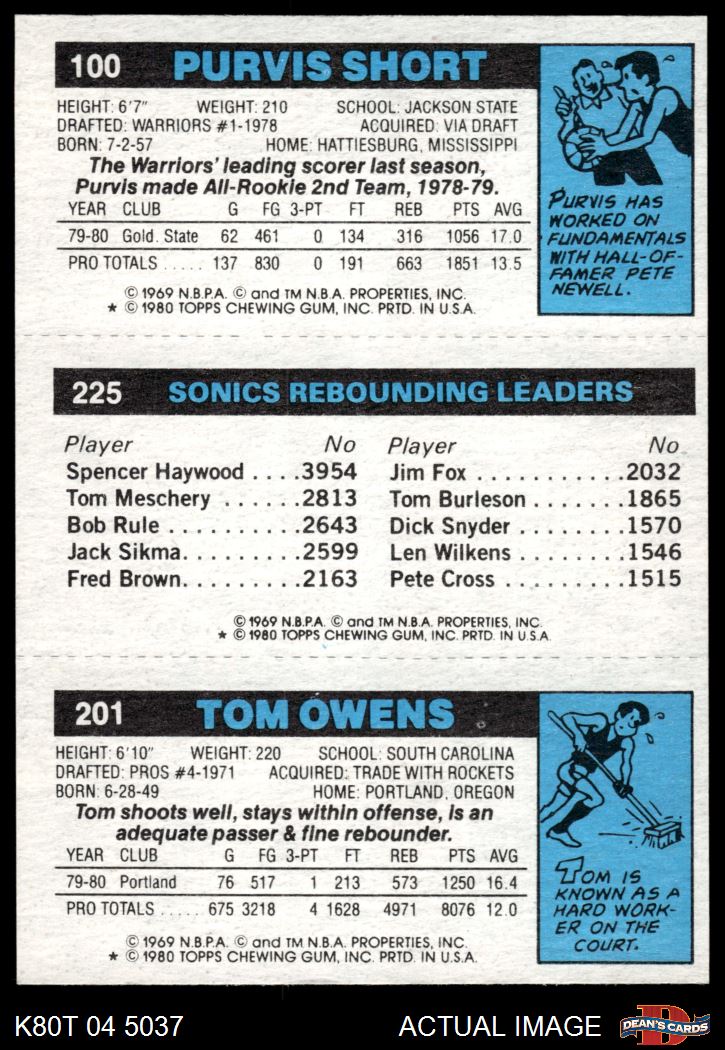 100 PURVIS SHORT
HEIGHT: 6'7" WEIGHT: 210 SCHOOL: JACKSON STATE
DRAFTED: WARRIORS #1-1978 ACQUIRED: VIA DRAFT
BORN: 7-2-57 HOME: HATTIESBURG, MISSISSIPPI
The Warriors' leading scorer last season,
Purvis made All-Rookie 2nd Team, 1978-79.
YEAR CLUB G FG 3-PT FT REB PTS AVG
79-80 Gold. State 62 461 0 134 316 1056 17.0
PRO TOTALS ..... 137 830 0 191 663 1851 13.5
© 1969 N.B.P.A. © and TM N.B.A. PROPERTIES, INC.
* © 1980 TOPPS CHEWING GUM, INC. PRTD. IN U.S.A.
PURVIS HAS
WORKED ON
FUNDAMENTALS
WITH HALL-OF-
FAMER PETE
NEWELL.
225 SONICS REBOUNDING LEADERS
Player No Player No
Spencer Haywood ....3954 Jim Fox ...........2032
Tom Meschery ......2813 Tom Burleson .......1865
Bob Rule ..........2643 Dick Snyder ........1570
Jack Sikma.........2599 Len Wilkens ........1546
Fred Brown.........2163 Pete Cross .........1515
© 1969 N.B.P.A. © and TM N.B.A. PROPERTIES, INC.
* © 1980 TOPPS CHEWING GUM, INC. PRTD. IN U.S.A.
201 TOM OWENS
HEIGHT: 6'10" WEIGHT: 220 SCHOOL: SOUTH CAROLINA
DRAFTED: PROS #4-1971 ACQUIRED: TRADE WITH ROCKETS
BORN: 6-28-49 HOME: PORTLAND, OREGON
Tom shoots well, stays within offense, is an
adequate passer & fine rebounder.
YEAR CLUB G FG 3-PT FT REB PTS AVG
79-80 Portland 76 517 1 213 573 1250 16.4
PRO TOTALS ..... 675 3218 4 1628 4971 8076 12.0
© 1969 N.B.P.A. © and TM N.B.A. PROPERTIES, INC.
* © 1980 TOPPS CHEWING GUM, INC. PRTD. IN U.S.A.
TOM IS
KNOWN AS A
HARD WORK-
ER ON THE
COURT.
K80T 04 5037 ACTUAL IMAGE D DEAN'S CARDS